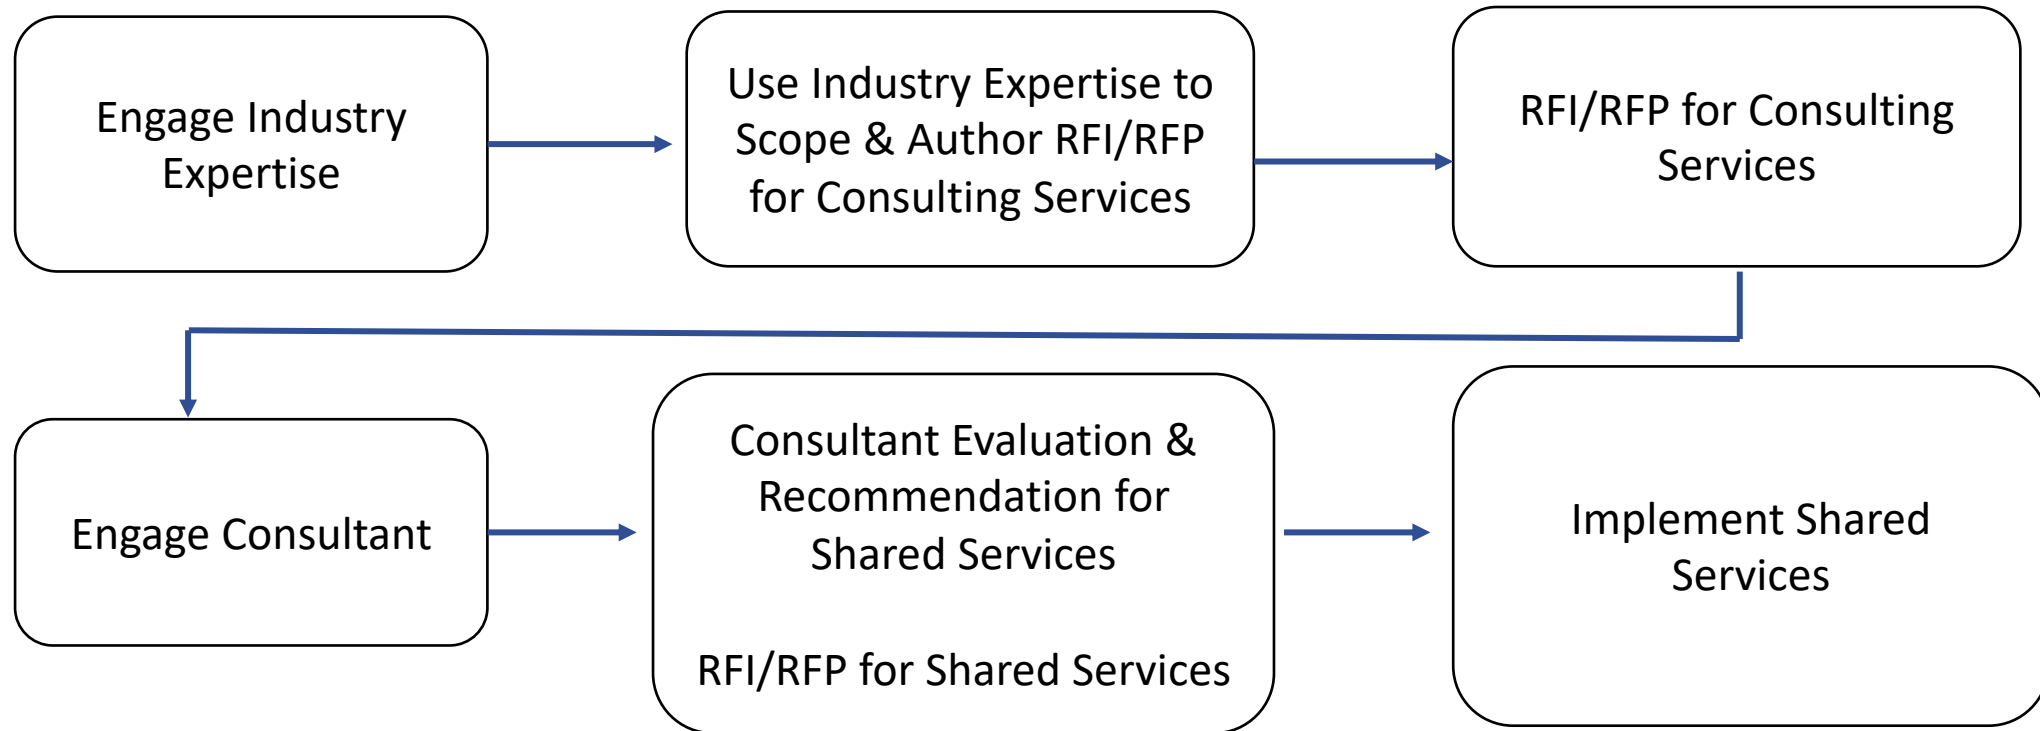 Engage Industry
Expertise
Use Industry Expertise to
Scope & Author RFI/RFP
for Consulting Services
RFI/RFP for Consulting
Services
Engage Consultant
Consultant Evaluation &
Recommendation for
Shared Services
RFI/RFP for Shared Services
Implement Shared
Services